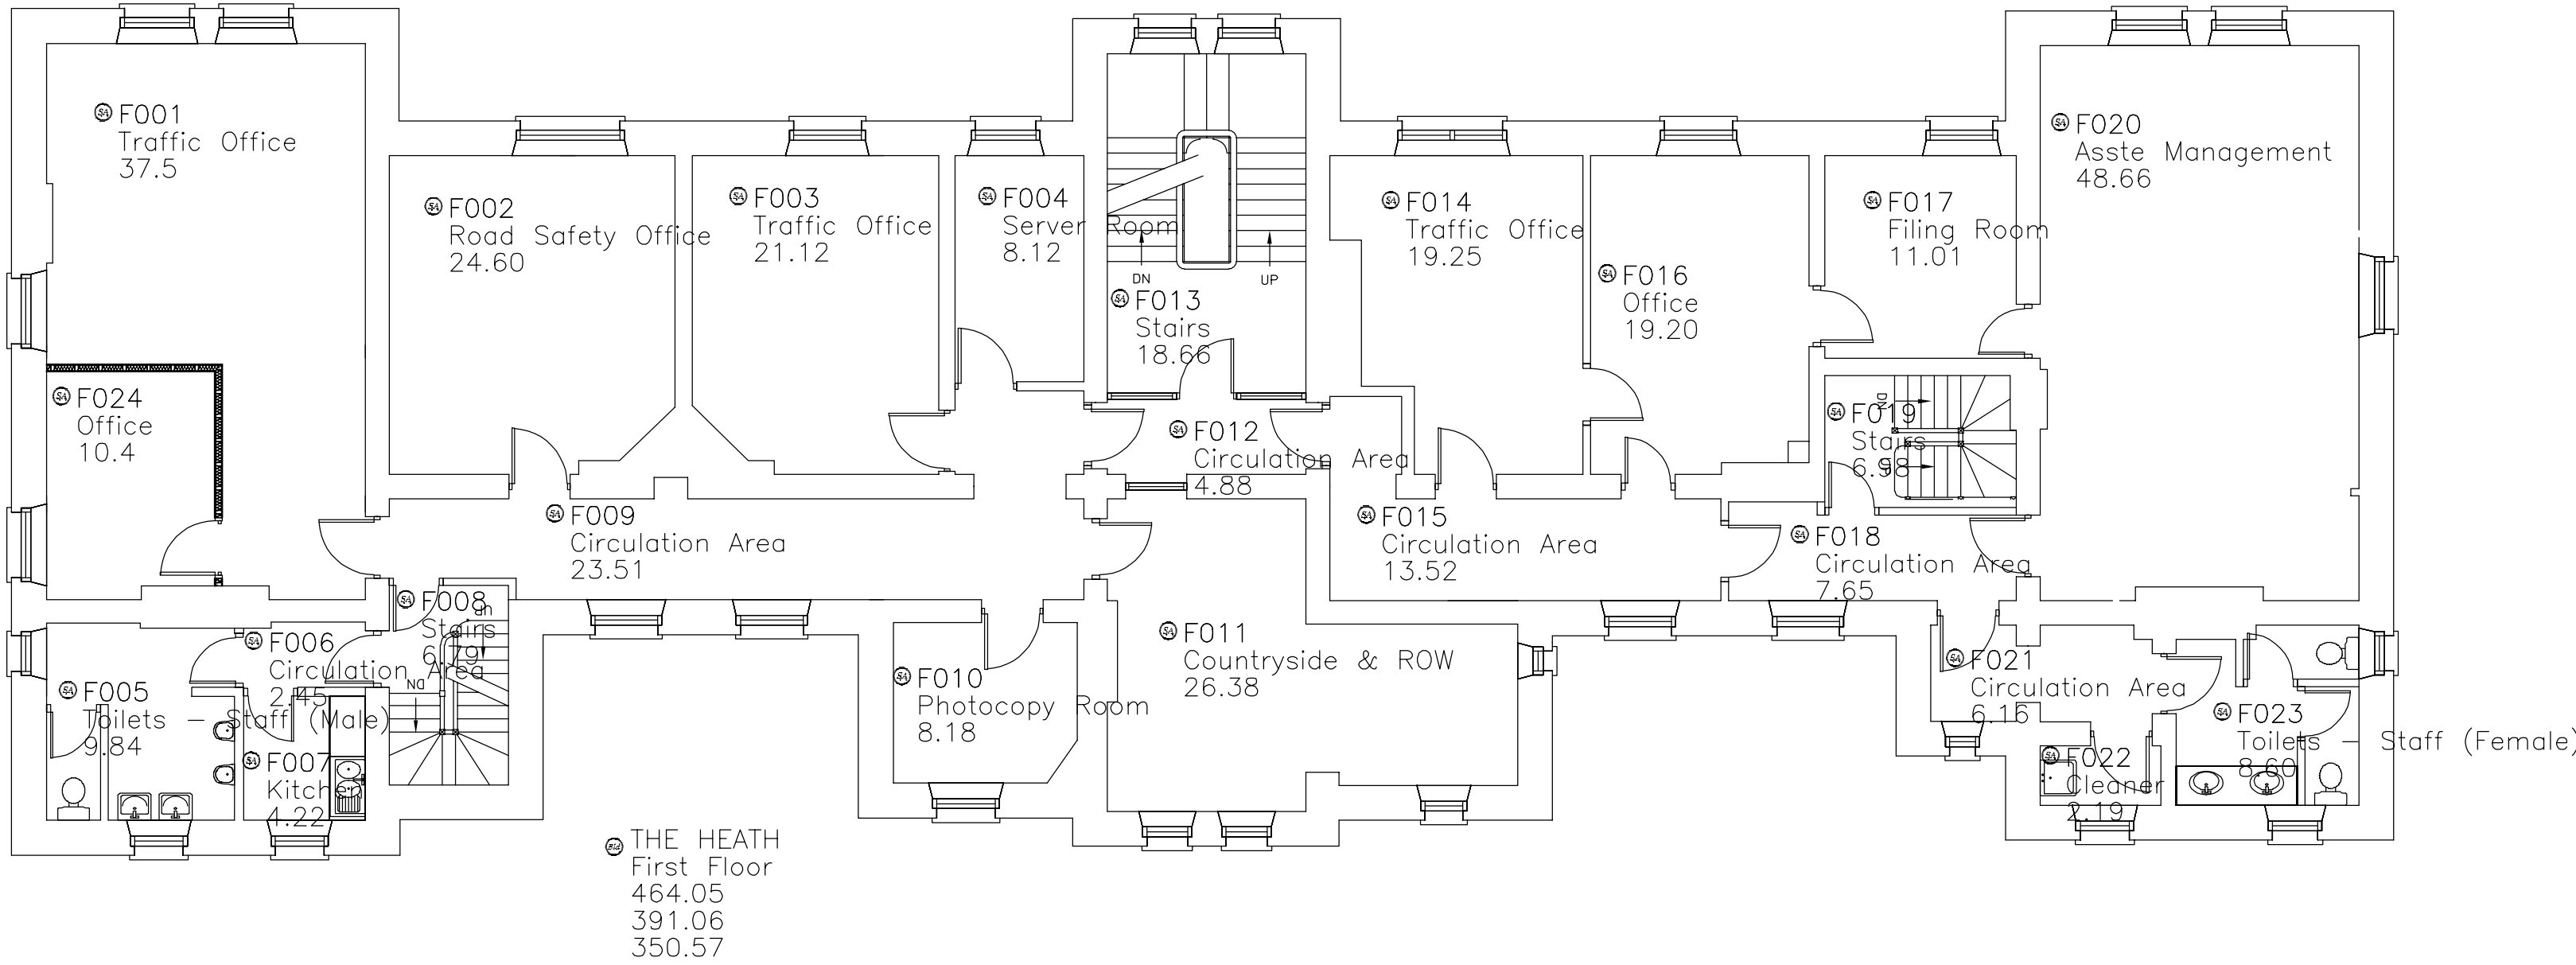 F001
Traffic Office
37.5
F002
Road Safety Office
24.60
F003
Traffic Office
21.12
F004
Server Room
8.12
DN
UP
F013
Stairs
18.66
F014
Traffic Office
19.25
F016
Office
19.20
F017
Filing Room
11.01
F020
Asste Management
48.66
F024
Office
10.4
F012
Circulation Area
4.88
DN
F019
Stairs
6.98
F009
Circulation Area
23.51
F015
Circulation Area
13.52
F018
Circulation Area
7.65
F008
UP
Stairs
6.79
DN
F006
Circulation Area
2.45
F005
Toilets - Staff (Male)
9.84
F007
Kitchen
4.22
F010
Photocopy Room
8.18
F011
Countryside & ROW
26.38
F021
Circulation Area
6.16
F022
Cleaner
2.19
F023
Toilets - Staff (Female)
8.60
THE HEATH
First Floor
464.05
391.06
350.57